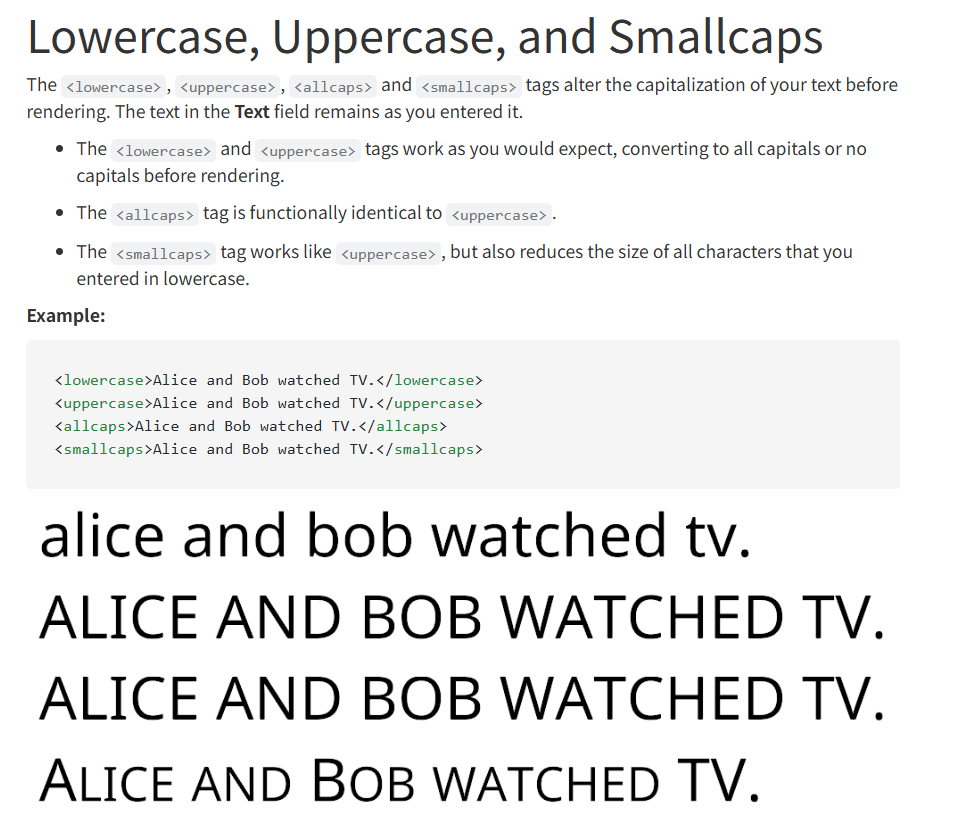 Lowercase, Uppercase, and Smallcaps
The <lowercase>, <uppercase>, <allcaps> and <smallcaps> tags alter the capitalization of your text before
rendering. The text in the Text field remains as you entered it.
• The <lowercase> and <uppercase> tags work as you would expect, converting to all capitals or no
capitals before rendering.
• The <allcaps> tag is functionally identical to <uppercase>.
• The <smallcaps> tag works like <uppercase>, but also reduces the size of all characters that you
entered in lowercase.
Example:
<lowercase>Alice and Bob watched TV.</lowercase>
<uppercase>Alice and Bob watched TV.</uppercase>
<allcaps>Alice and Bob watched TV.</allcaps>
<smallcaps>Alice and Bob watched TV.</smallcaps>
alice and bob watched tv.
ALICE AND BOB WATCHED TV.
ALICE AND BOB WATCHED TV.
ALICE AND BOB WATCHED TV.